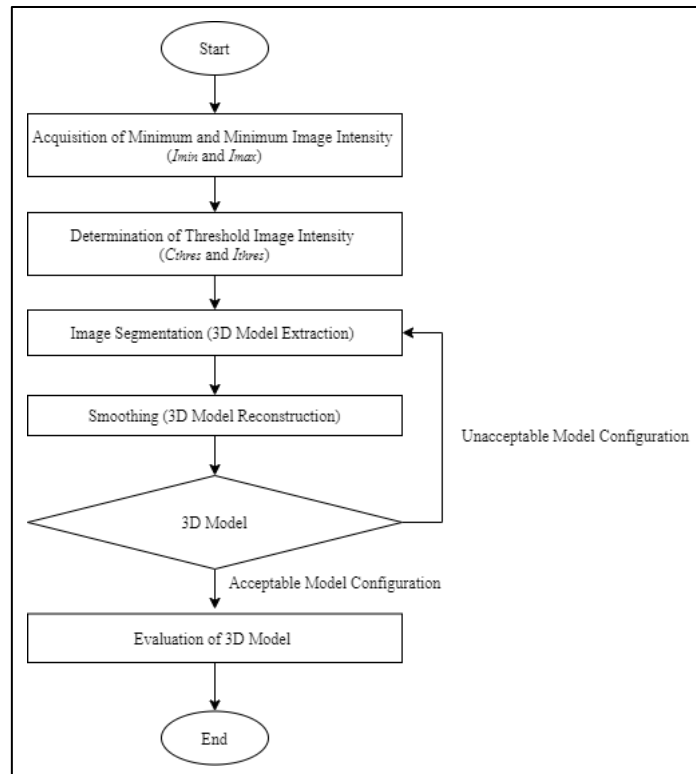 Start
Acquisition of Minimum and Minimum Image Intensity
(Imin and Imax)
Determination of Threshold Image Intensity
(Cthres and Ithres)
Image Segmentation (3D Model Extraction)
Smoothing (3D Model Reconstruction)
Unacceptable Model Configuration
3D Model
Acceptable Model Configuration
Evaluation of 3D Model
End